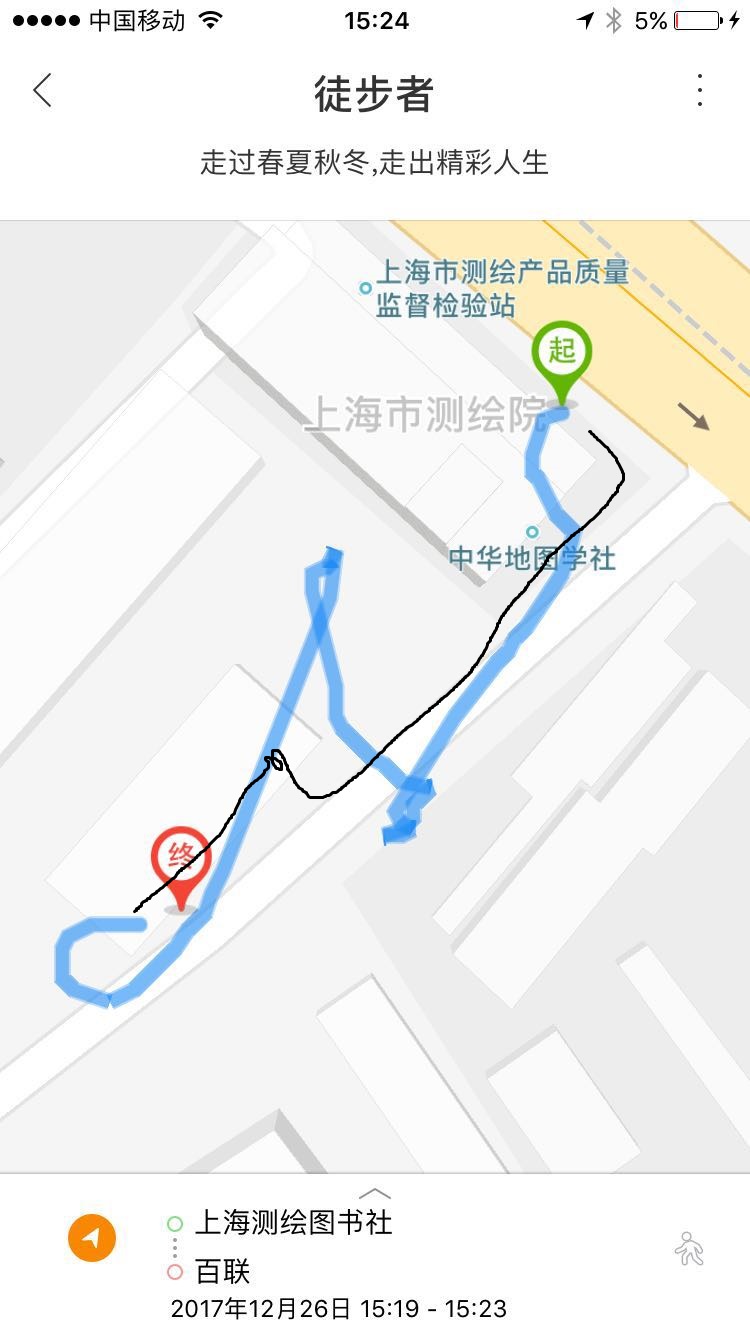 中国移动 15:24 5%
徒步者
走过春夏秋冬,走出精彩人生
上海市测绘产品质量
监督检验站
起
上海市测绘院
中华地图学社
终
上海测绘图书社
百联
2017年12月26日 15:19 - 15:23